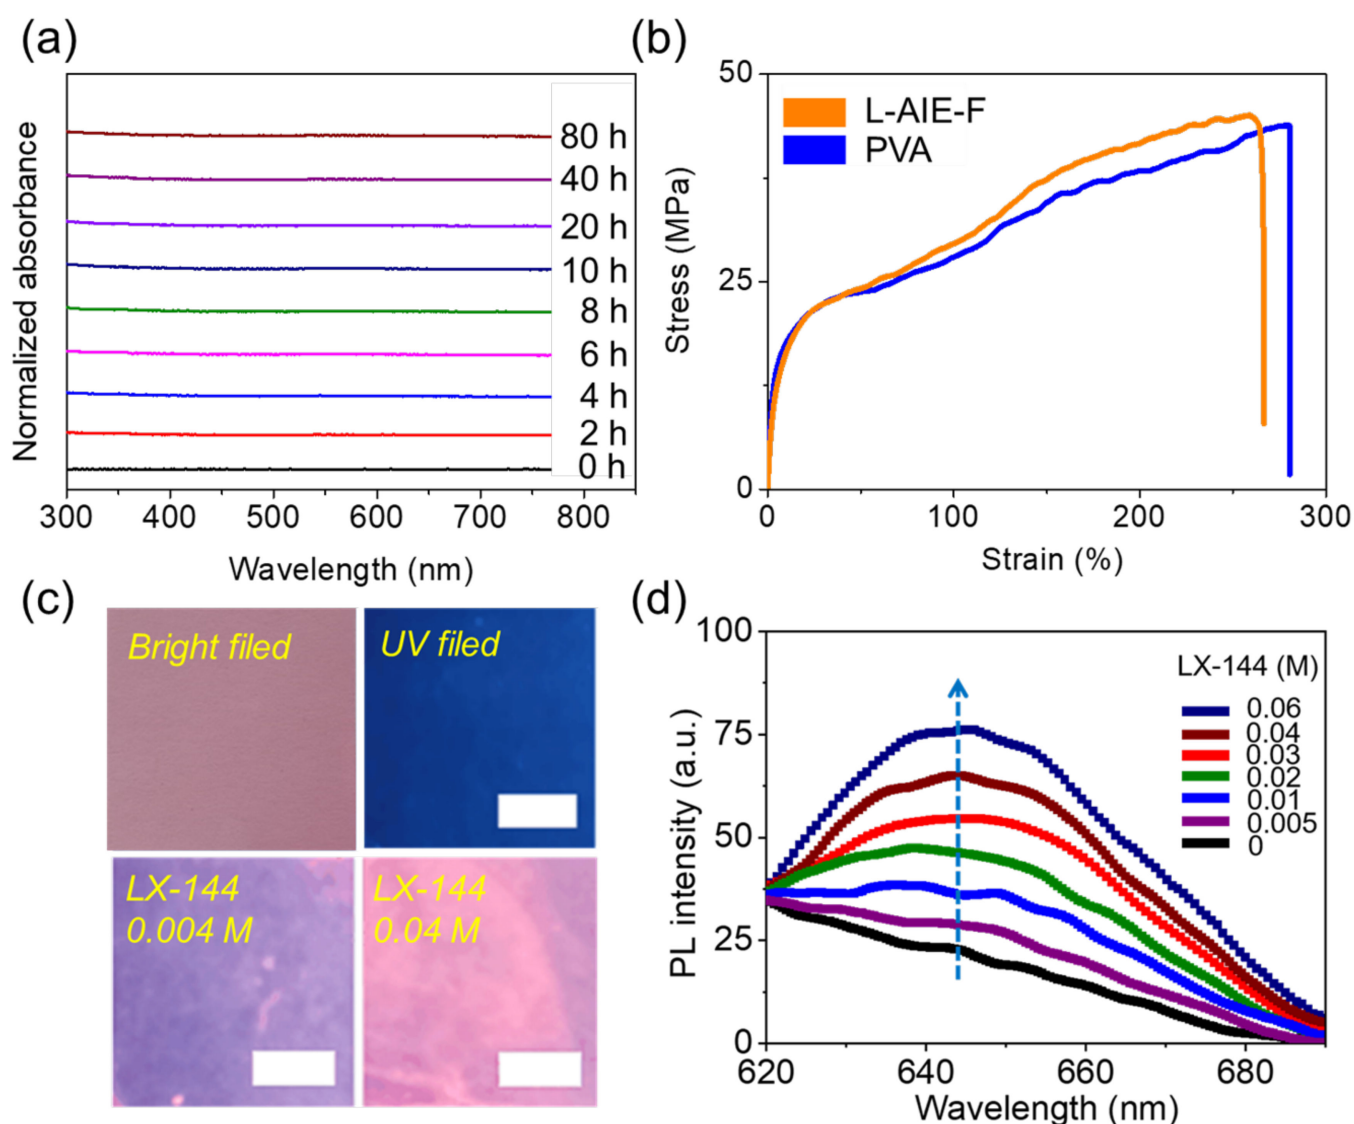 (a)
Normalized absorbance
80 h
40 h
20 h
10 h
8 h
6 h
4 h
2 h
0 h
300 400 500 600 700 800
Wavelength (nm)
(b)
Stress (MPa)
50
25
0
L-AIE-F
PVA
0 100 200 300
Strain (%)
(c)
Bright filed
UV filed
LX-144
0.004 M
LX-144
0.04 M
(d)
PL intensity (a.u.)
100
75
50
25
0
LX-144 (M)
0.06
0.04
0.03
0.02
0.01
0.005
0
620 640 660 680
Wavelength (nm)